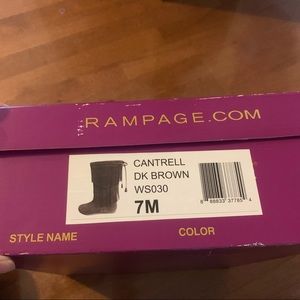 RAMPAGE.COM
CANTRELL
DK BROWN
WS030
7M
STYLE NAME COLOR